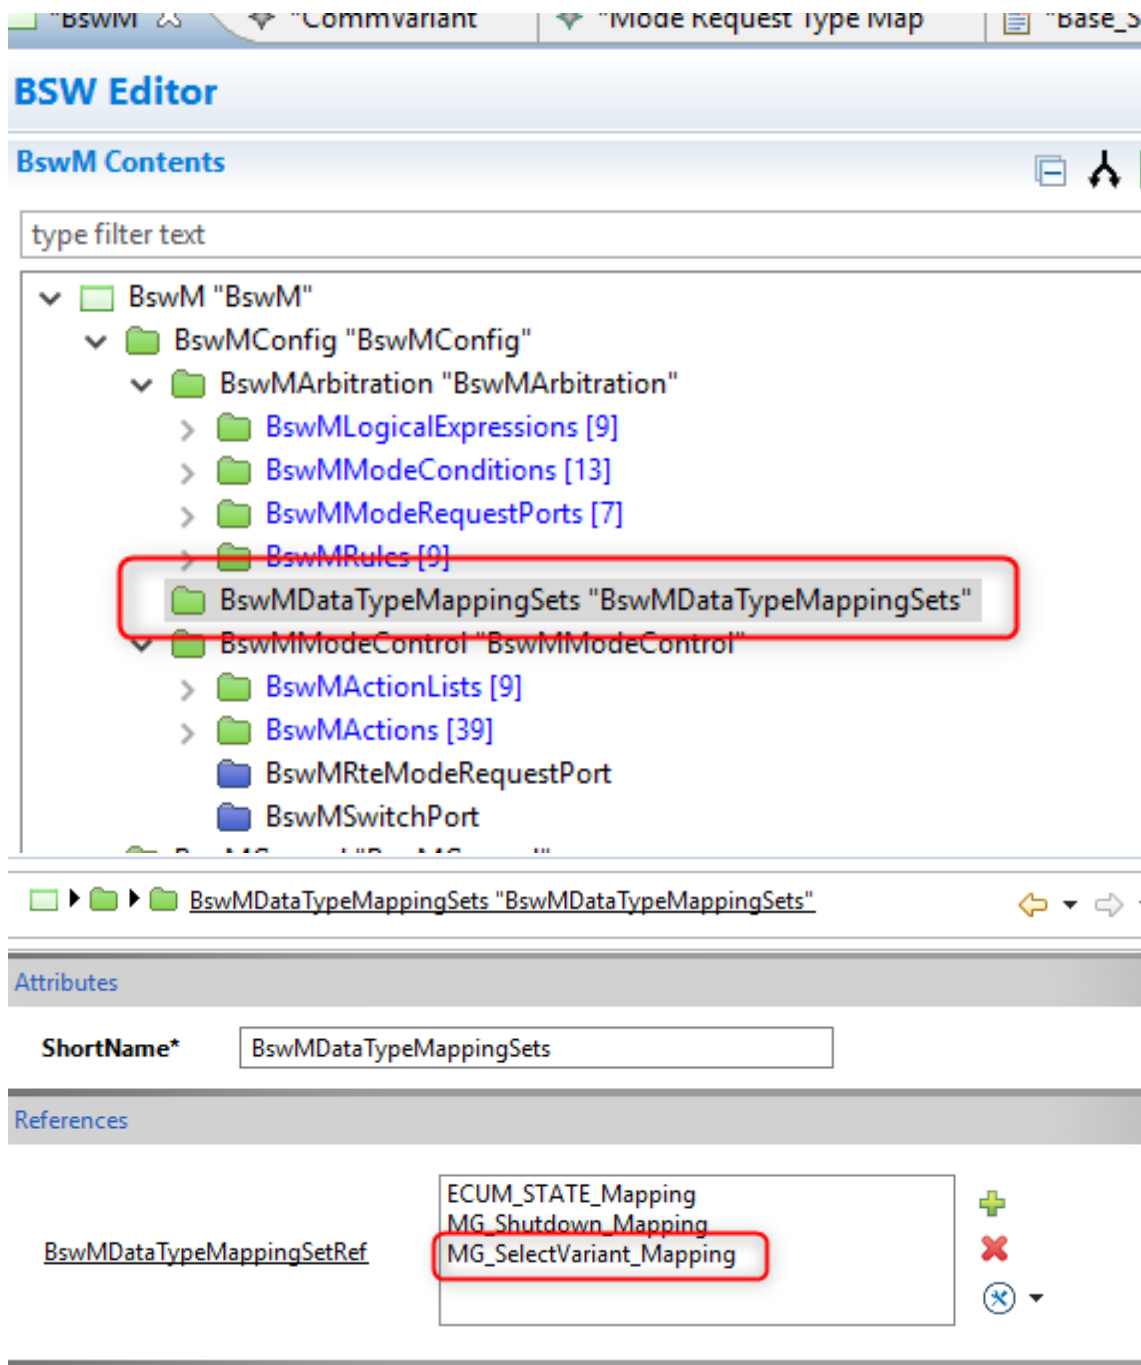 "BswM "CommVariant "Mode Request Type Map "Base_S
BSW Editor
BswM Contents
type filter text
BswM "BswM"
BswMConfig "BswMConfig"
BswMArbitration "BswMArbitration"
BswMLogicalExpressions [9]
BswMModeConditions [13]
BswMModeRequestPorts [7]
BswMRules [9]
BswMDataTypeMappingSets "BswMDataTypeMappingSets"
BswMModeControl "BswMModeControl"
BswMActionLists [9]
BswMActions [39]
BswMRteModeRequestPort
BswMSwitchPort
BswMDataTypeMappingSets "BswMDataTypeMappingSets"
Attributes
ShortName* BswMDataTypeMappingSets
References
ECUM_STATE_Mapping
MG_Shutdown_Mapping
BswMDataTypeMappingSetRef MG_SelectVariant_Mapping